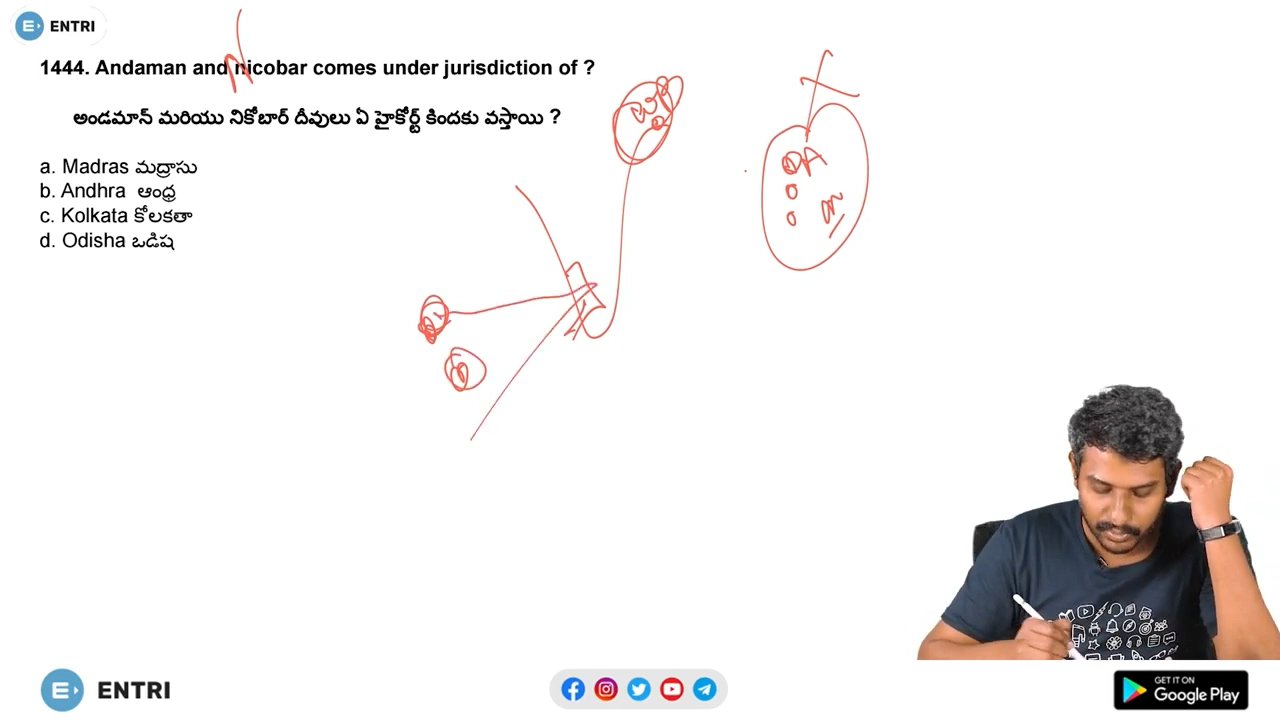 ENTRI
1444. Andaman and nicobar comes under jurisdiction of ?
అండమాన్ మరియు నికోబార్ దీవులు ఏ హైకోర్ట్ కిందకు వస్తాయి ?
a. Madras మద్రాసు
b. Andhra ఆంధ్ర
c. Kolkata కోలకతా
d. Odisha ఒడిష
N
A
ENTRI
GET IT ON
Google Play